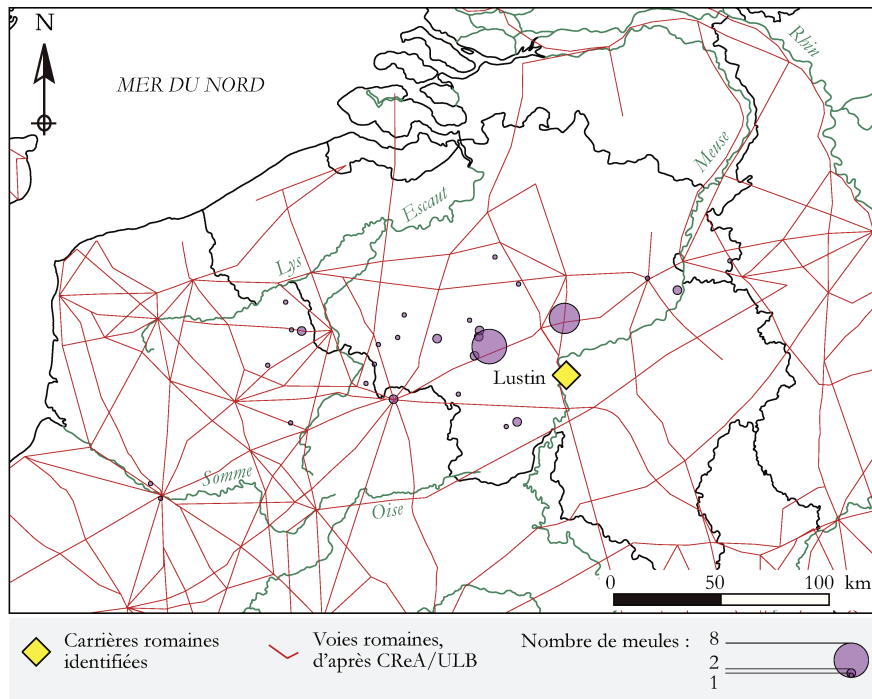 N
MER DU NORD
Rhin
Meuse
Escaut
Lys
Lustin
Somme
Oise
0 50 100 km
Carrières romaines
identifiées
Voies romaines,
d'après CReA/ULB
Nombre de meules :
8
2
1